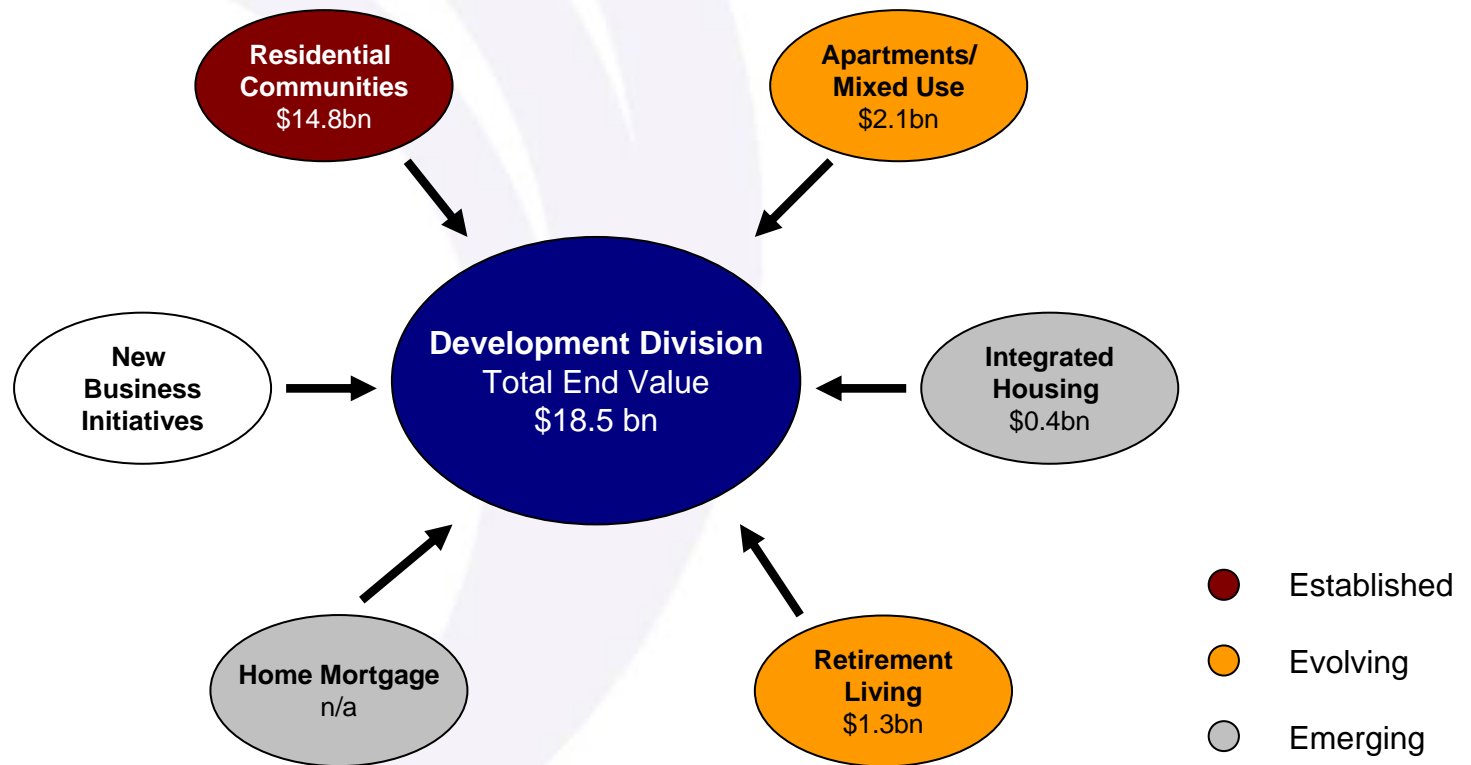 Residential
Communities
$14.8bn
Apartments/
Mixed Use
$2.1bn
Development Division
Total End Value
$18.5 bn
New
Business
Initiatives
Integrated
Housing
$0.4bn
Home Mortgage
n/a
Retirement
Living
$1.3bn
Established
Evolving
Emerging